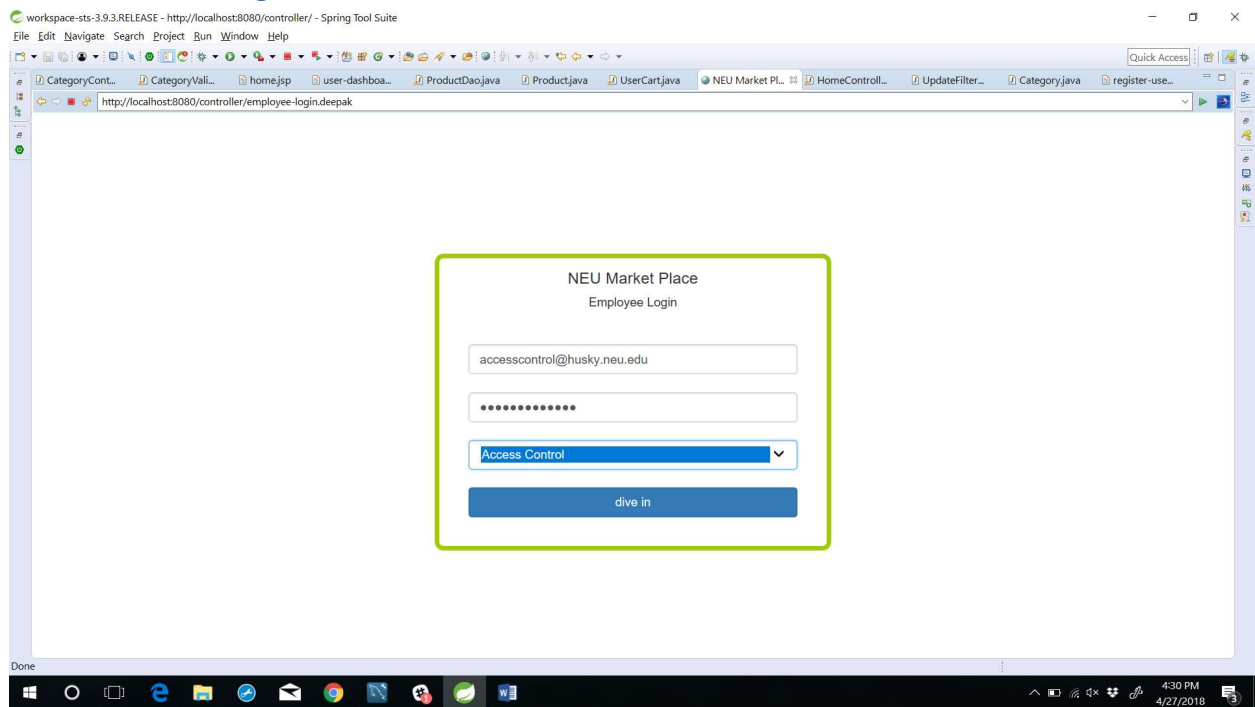 workspace-sts-3.9.3.RELEASE - http://localhost:8080/controller/ - Spring Tool Suite
File Edit Navigate Search Project Run Window Help
Quick Access
CategoryCont... CategoryVali... home.jsp user-dashboa... ProductDao.java Product.java UserCart.java NEU Market Pl... HomeControll... UpdateFilter... Category.java register-use...
http://localhost:8080/controller/employee-login.deepak
NEU Market Place
Employee Login
accesscontrol@husky.neu.edu
•••••••••••••
Access Control
dive in
Done
4:30 PM
4/27/2018
3